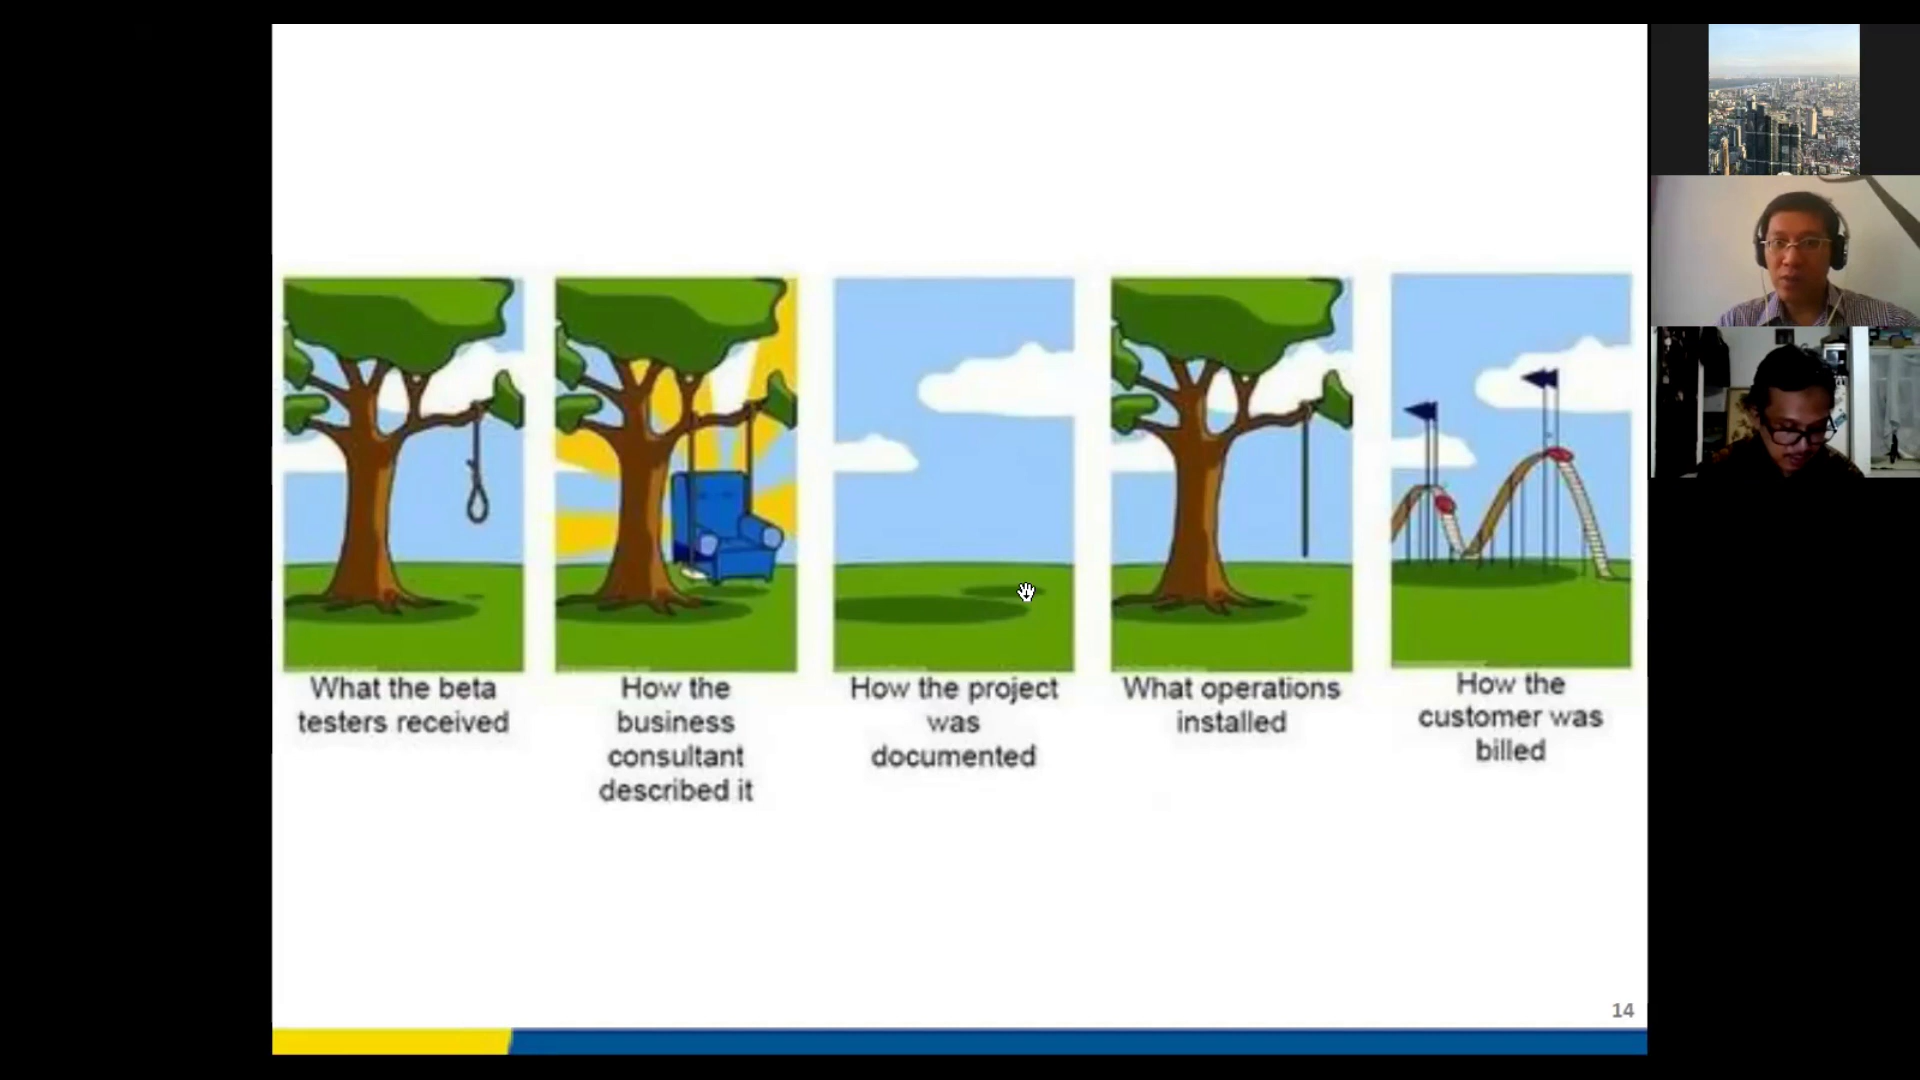 What the beta
testers received
How the
business
consultant
described it
How the project
was
documented
What operations
installed
How the
customer was
billed
14